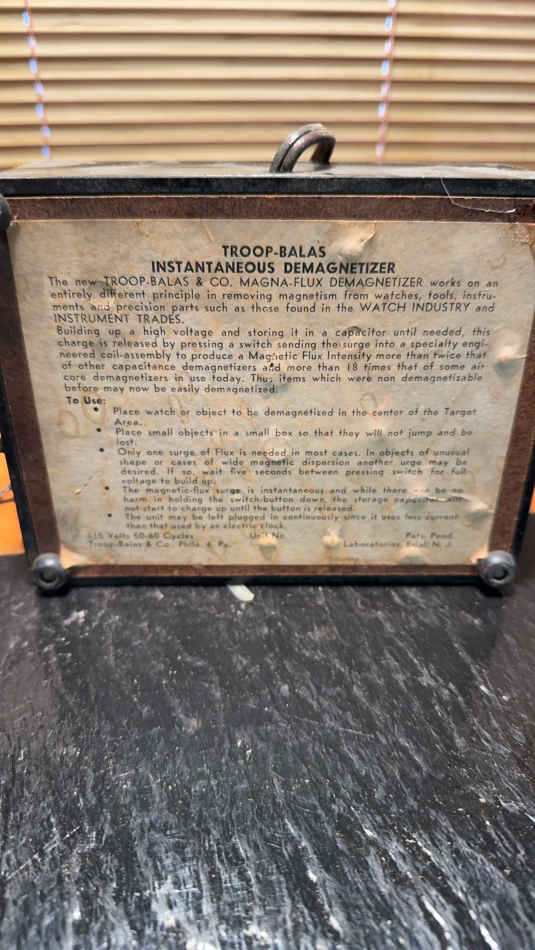 TROOP-BALAS
INSTANTANEOUS DEMAGNETIZER
The new TROOP-BALAS & CO. MAGNA-FLUX DEMAGNETIZER works on an
entirely different principle in removing magnetism from watches, tools, instru-
ments and precision parts such as those found in the WATCH INDUSTRY and
INSTRUMENT TRADES.
Building up a high voltage and storing it in a capacitor until needed, this
charge is released by pressing a switch sending the surge into a specialty engi-
neered coil-assembly to produce a Magnetic Flux Intensity more than twice that
of other capacitance demagnetizers and more than 18 times that of some air
core demagnetizers in use today. Thus items which were non demagnetizable
before may now be easily demagnetized.
To Use:
• Place watch or object to be demagnetized in the center of the Target
Area.
• Place small objects in a small box so that they will not jump and be
lost.
• Only one surge of Flux is needed in most cases. In objects of unusual
shape or cases of wide magnetic dispersion another urge may be
desired. If so, wait five seconds between pressing switch for full
voltage to build up.
• The magnetic-flux surge is instantaneous and while there can be no
harm in holding the switch-button down, the storage capacitor will
not start to charge up until the button is released.
• The unit may be left plugged in continuously since it uses less current
than that used by an electric clock.
115 Volts 50-60 Cycles Unit No. Pats. Pend.
Troop-Balas & Co., Phila. 4, Pa. Laboratories, N. J.